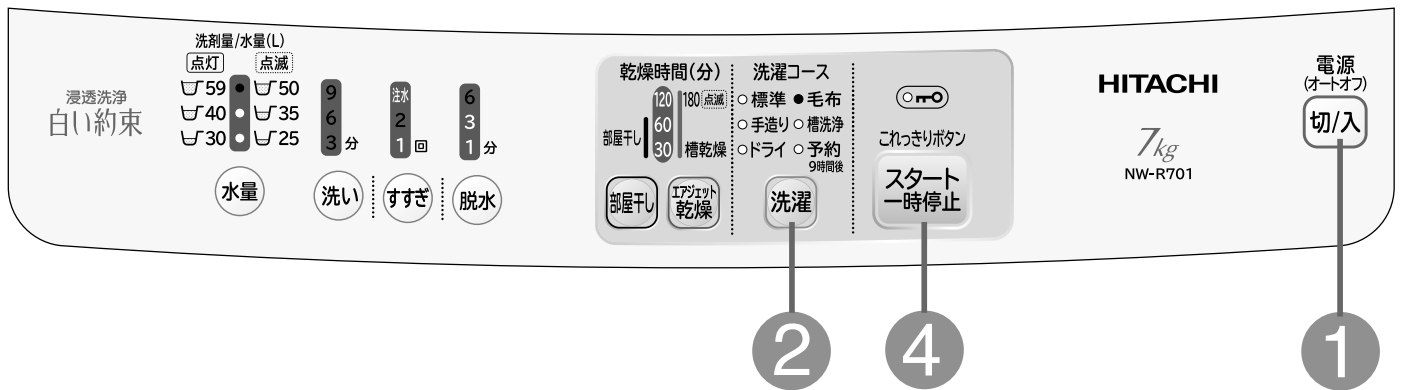 浸透洗浄
白い約束
洗剤量/水量(L)
点灯 点滅
59 50
40 35
30 25
水量
9
6
3 分
洗い
注水
2
1 回
すすぎ
6
3
1 分
脱水
乾燥時間(分)
120 180 点滅
60
部屋干し
30 槽乾燥
部屋干し
エアジェット
乾燥
洗濯コース
標準 毛布
手造り 槽洗浄
ドライ 予約
9時間後
洗濯
これっきりボタン
スタート
一時停止
HITACHI
7kg
NW-R701
電源
(オートオフ)
切/入
2
4
1